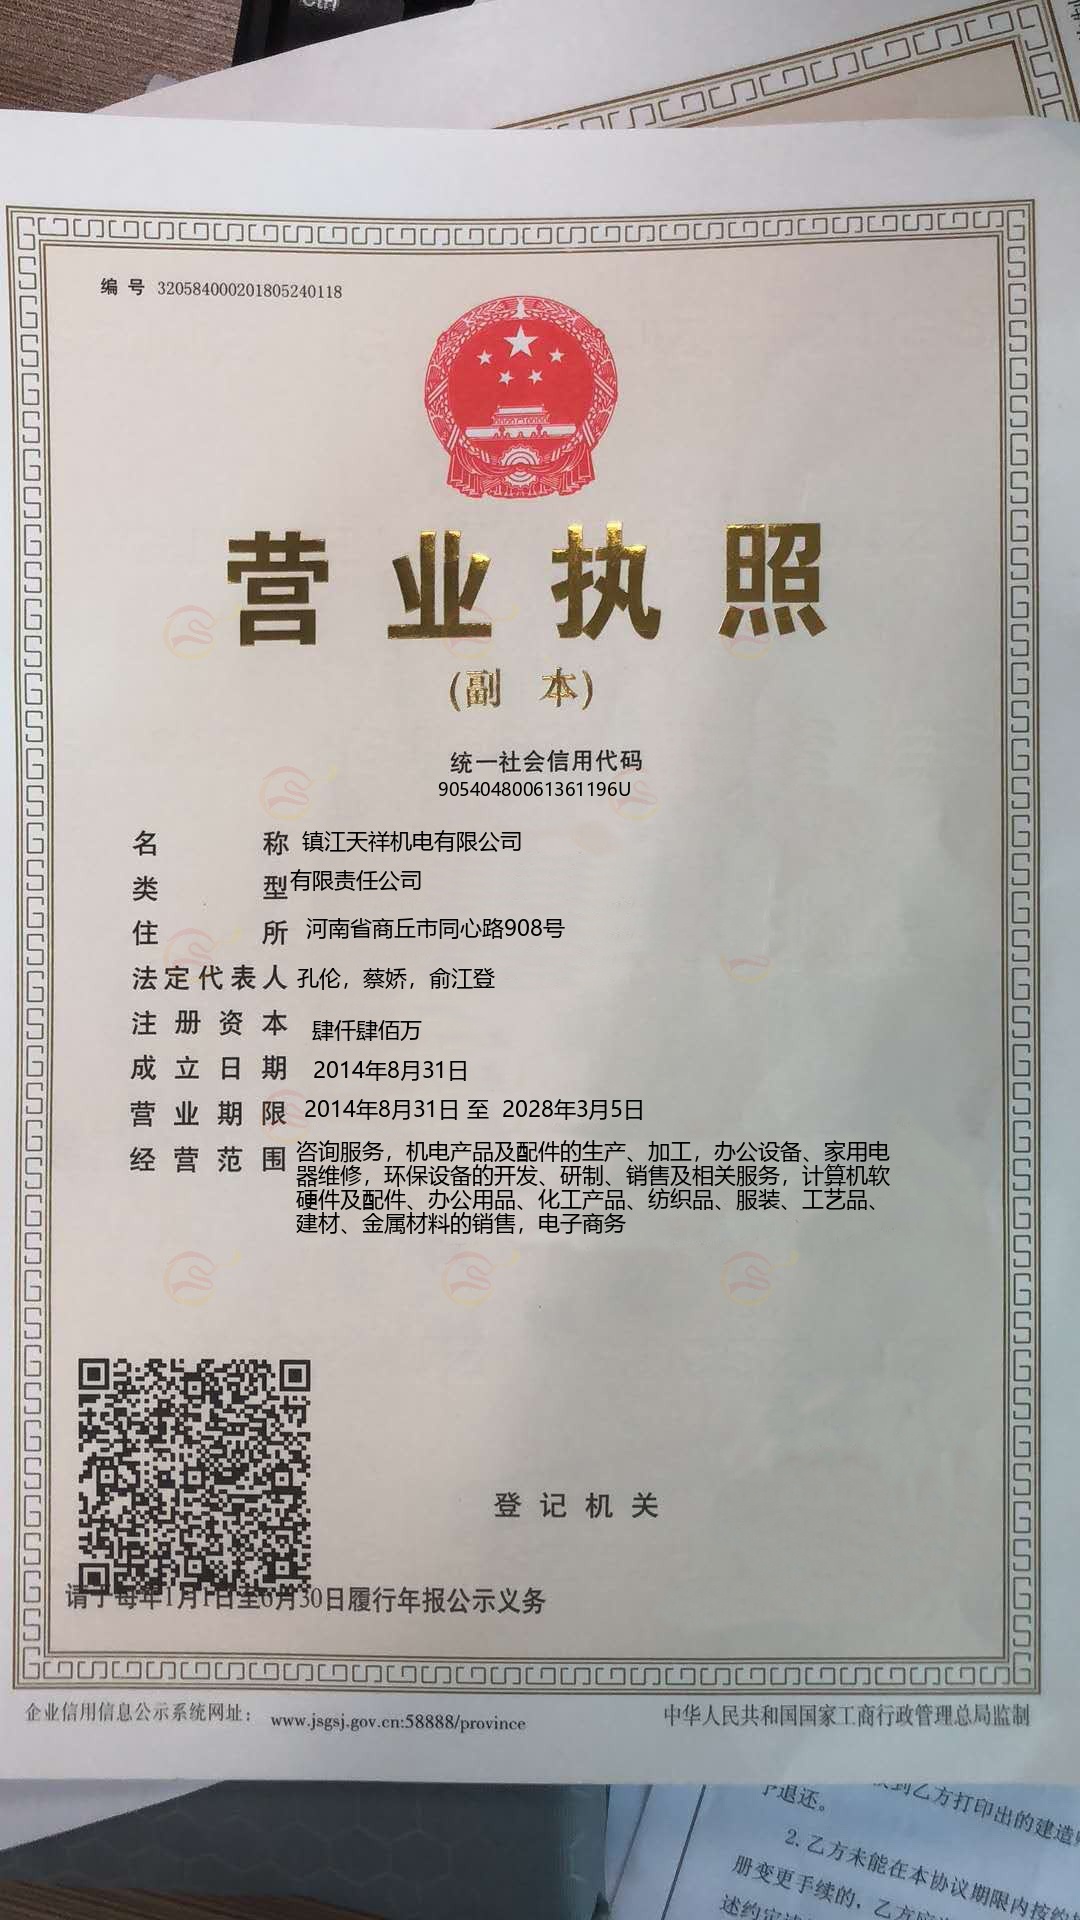 Ctrl
编 号 320584000201805240118
营 业 执 照
(副 本)
统一社会信用代码
90540480061361196U
名 称 镇江天祥机电有限公司
类 型 有限责任公司
住 所 河南省商丘市同心路908号
法定代表人 孔伦，蔡娇，俞江登
注 册 资 本 肆仟肆佰万
成 立 日 期 2014年8月31日
营 业 期 限 2014年8月31日 至 2028年3月5日
经 营 范 围 咨询服务，机电产品及配件的生产、加工，办公设备、家用电
器维修，环保设备的开发、研制、销售及相关服务，计算机软
硬件及配件、办公用品、化工产品、纺织品、服装、工艺品、
建材、金属材料的销售，电子商务
登 记 机 关
请于每年1月1日至6月30日履行年报公示义务
企业信用信息公示系统网址： www.jsgsj.gov.cn:58888/province
中华人民共和国国家工商行政管理总局监制
到乙方打印出的建造
退还。
2.乙方未能在本协议期限内按约
册变更手续的，乙方
述约定